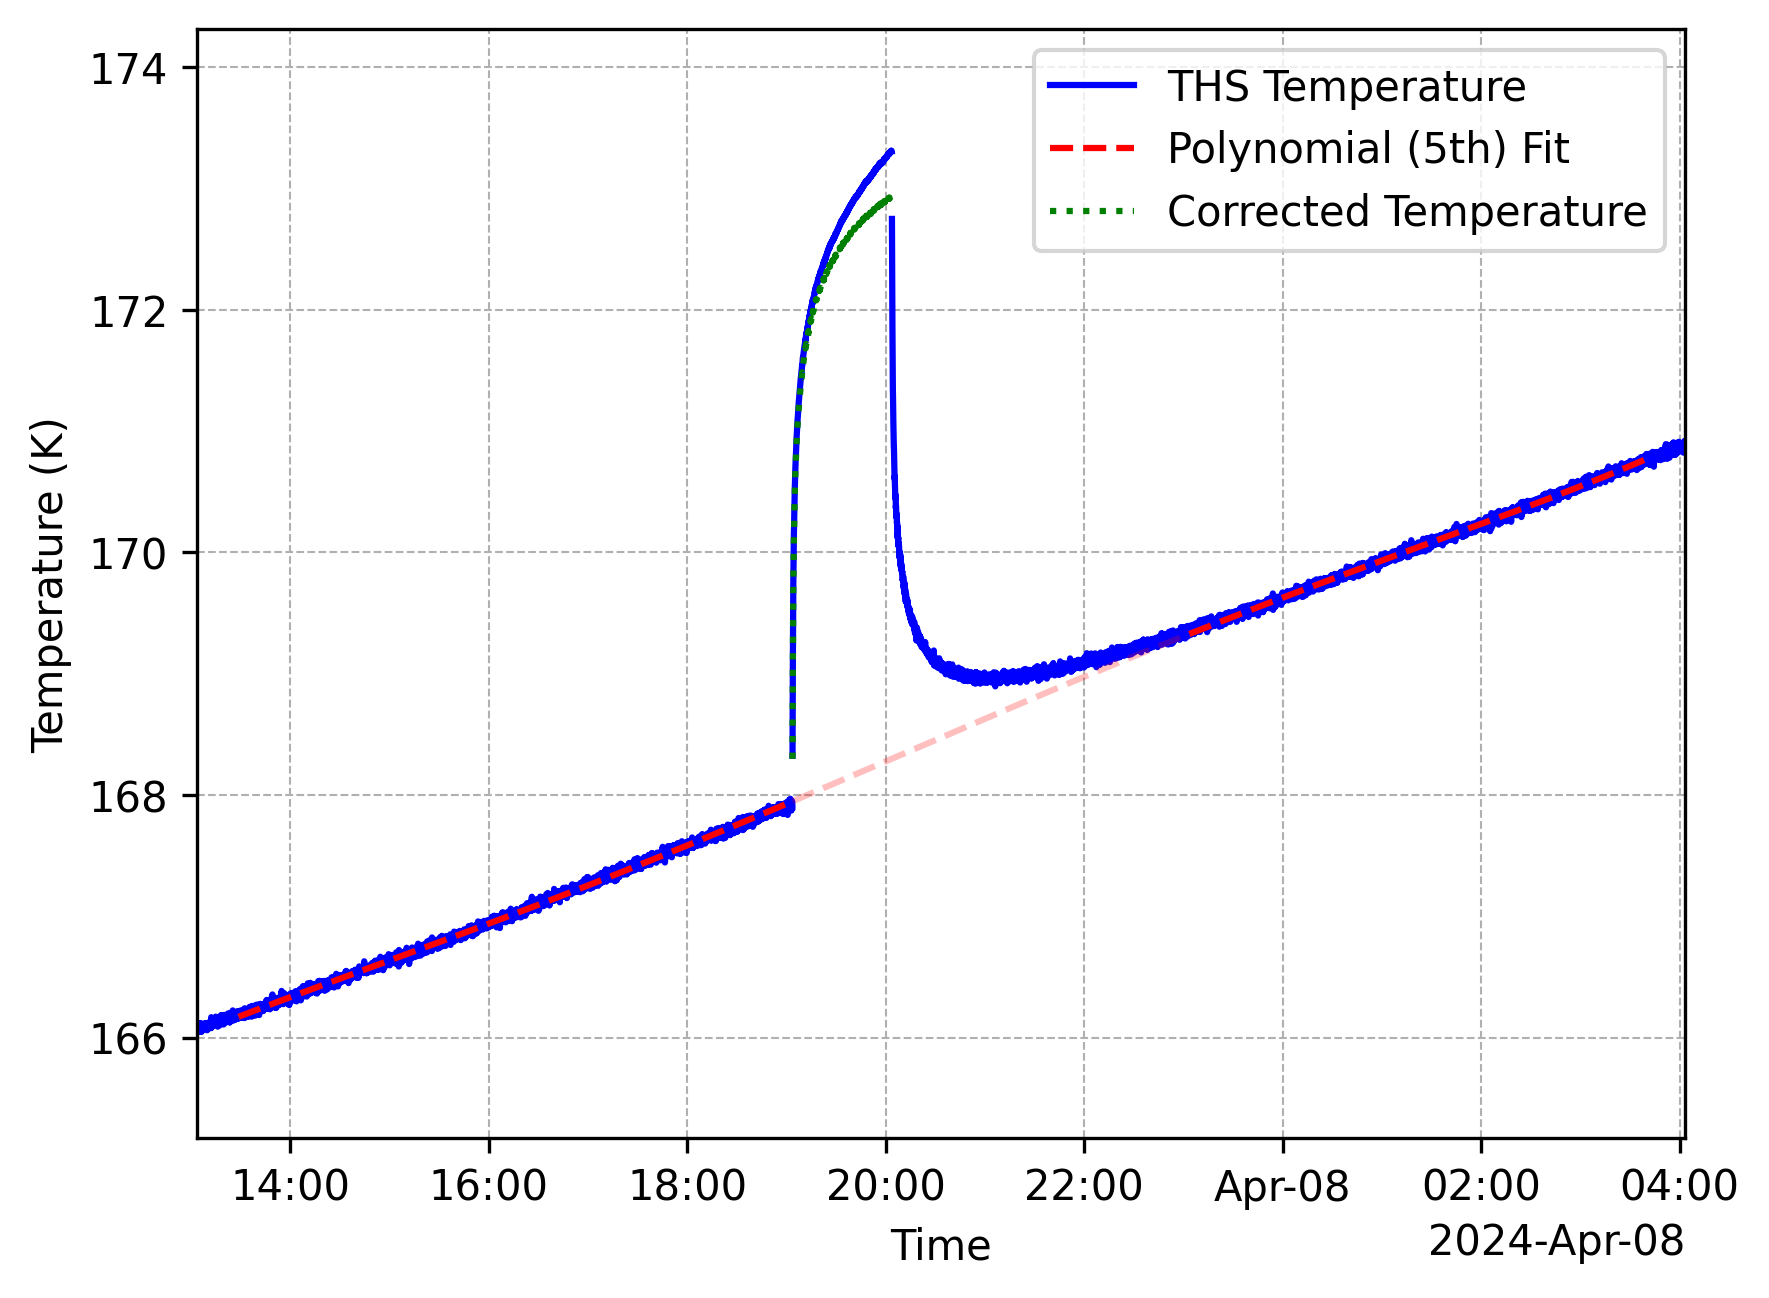 174
172
170
168
166
Temperature (K)
THS Temperature
Polynomial (5th) Fit
Corrected Temperature
14:00
16:00
18:00
20:00
22:00
Apr-08
02:00
04:00
Time
2024-Apr-08